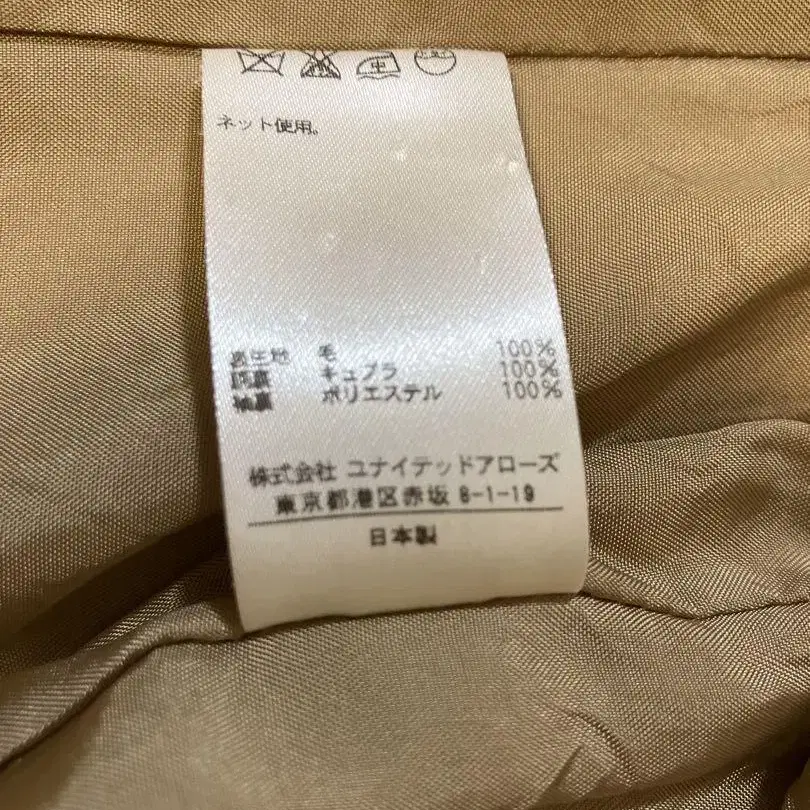 中
ネット使用。
表生地 毛 100%
胴裏 キュプラ 100%
袖裏 ポリエステル 100%
株式会社 ユナイテッドアローズ
東京都港区赤坂 8-1-19
日本製